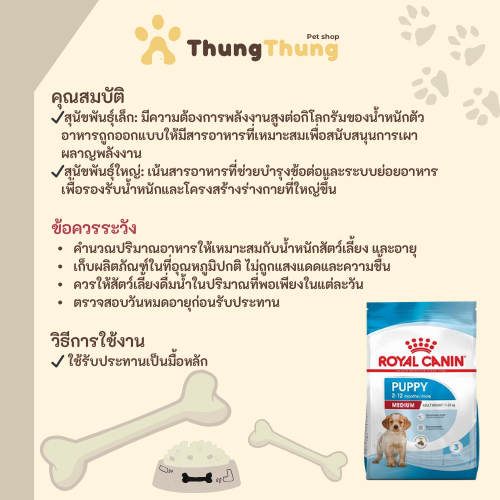 Pet shop
ThungThung
คุณสมบัติ
✓สุนัขพันธุ์เล็ก: มีความต้องการพลังงานสูงต่อกิโลกรัมของน้ำหนักตัว
อาหารถูกออกแบบให้มีสารอาหารที่เหมาะสมเพื่อสนับสนุนการเผา
ผลาญพลังงาน
✓สุนัขพันธุ์ใหญ่: เน้นสารอาหารที่ช่วยบำรุงข้อต่อและระบบย่อยอาหาร
เพื่อรองรับน้ำหนักและโครงสร้างร่างกายที่ใหญ่ขึ้น
ข้อควรระวัง
• คำนวณปริมาณอาหารให้เหมาะสมกับน้ำหนักสัตว์เลี้ยง และอายุ
• เก็บผลิตภัณฑ์ในที่อุณหภูมิปกติ ไม่ถูกแสงแดดและความชื้น
• ควรให้สัตว์เลี้ยงดื่มน้ำในปริมาณที่พอเพียงในแต่ละวัน
• ตรวจสอบวันหมดอายุก่อนรับประทาน
วิธีการใช้งาน
✓ ใช้รับประทานเป็นมื้อหลัก
ROYAL CANIN
PUPPY
2-12 months/mois
MEDIUM
3